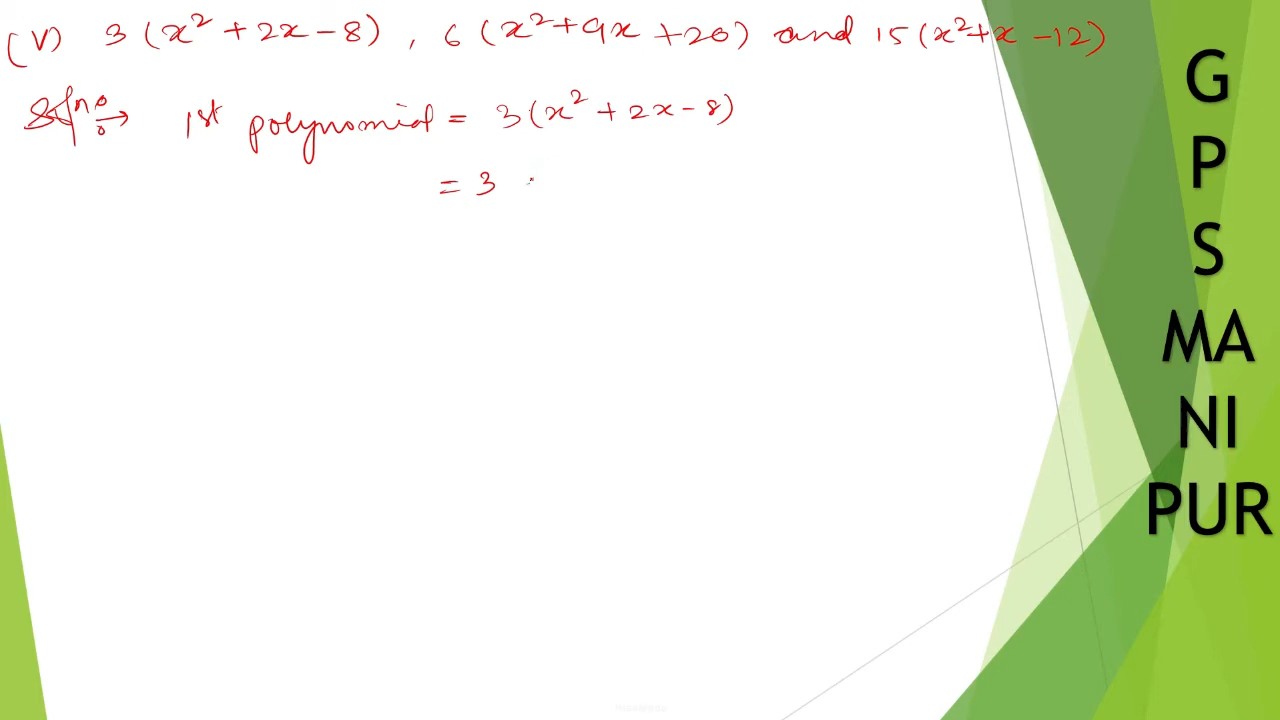 (V) 3(x² + 2x - 8), 6(x² + 9x + 20) and 15(x² + x - 12)
Soln: → 1st polynomial = 3(x² + 2x - 8)
= 3
G
P
S
MA
NI
PUR